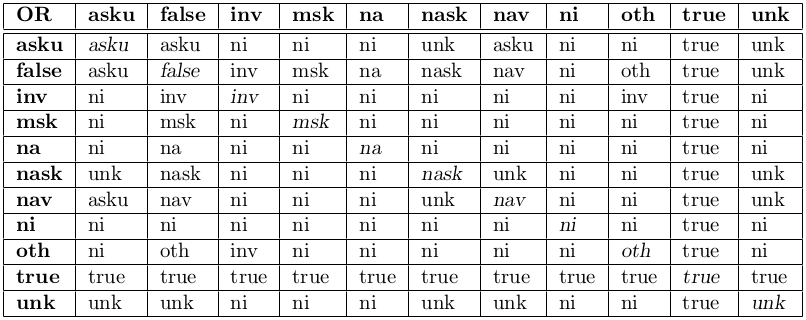 OR asku false inv msk na nask nav ni oth true unk
asku asku asku ni ni ni unk asku ni ni true unk
false asku false inv msk na nask nav ni oth true unk
inv ni inv inv ni ni ni ni ni inv true ni
msk ni msk ni msk ni ni ni ni ni true ni
na ni na ni ni na ni ni ni ni true ni
nask unk nask ni ni ni nask unk ni ni true unk
nav asku nav ni ni ni unk nav ni ni true unk
ni ni ni ni ni ni ni ni ni ni true ni
oth ni oth inv ni ni ni ni ni oth true ni
true true true true true true true true true true true true
unk unk unk ni ni ni unk unk ni ni true unk